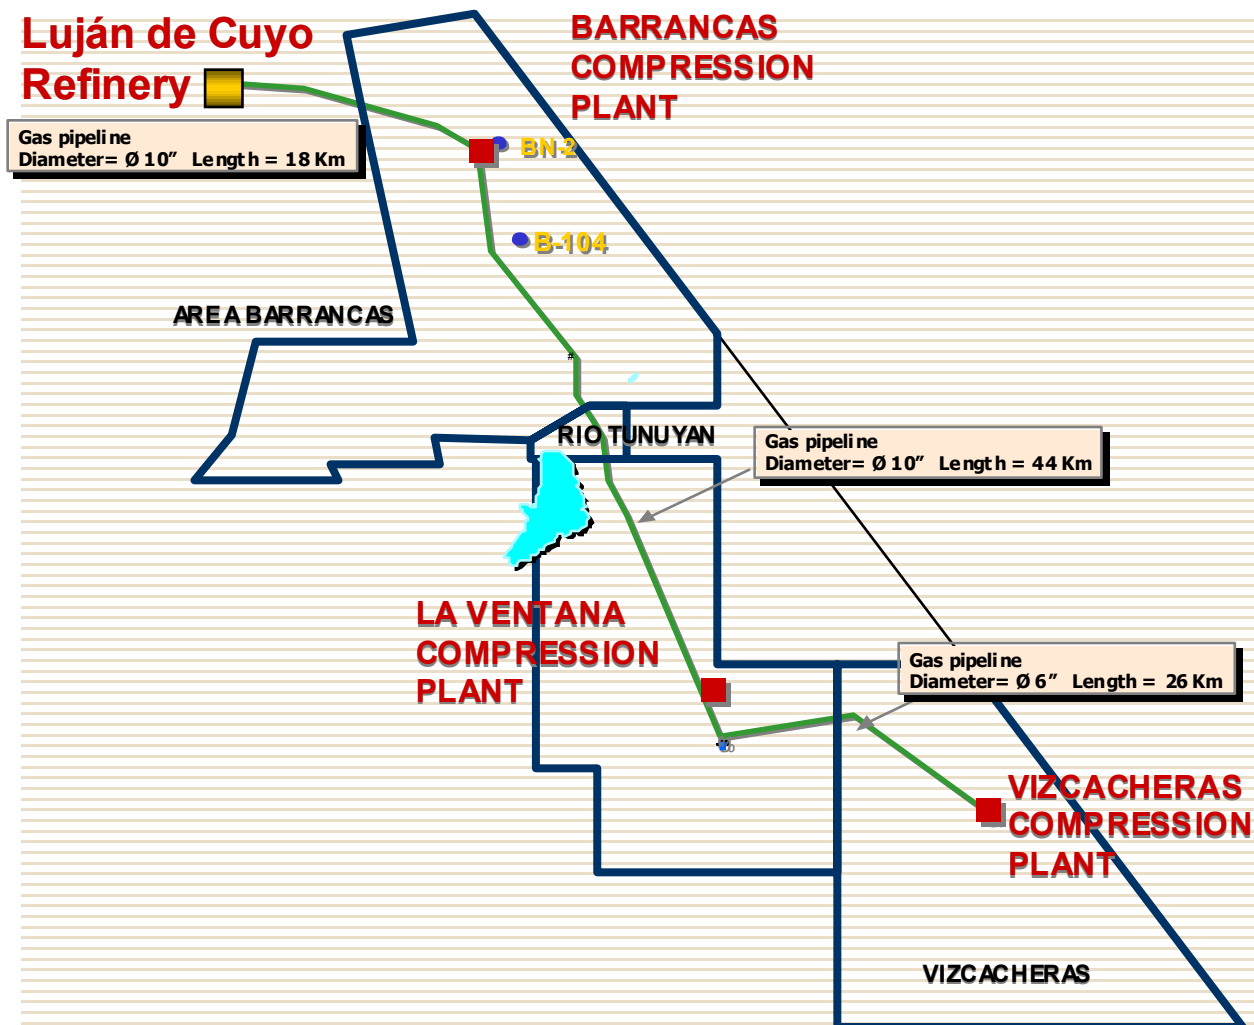 Luján de Cuyo
Refinery
BARRANCAS
COMPRESSION
PLANT
Gas pipeline
Diameter= Ø 10” Length = 18 Km
BN-2
B-104
AREA BARRANCAS
#
RIO TUNUYAN
Gas pipeline
Diameter= Ø 10” Length = 44 Km
LA VENTANA
COMPRESSION
PLANT
Gas pipeline
Diameter= Ø 6” Length = 26 Km
VIZCACHERAS
COMPRESSION
PLANT
VIZCACHERAS